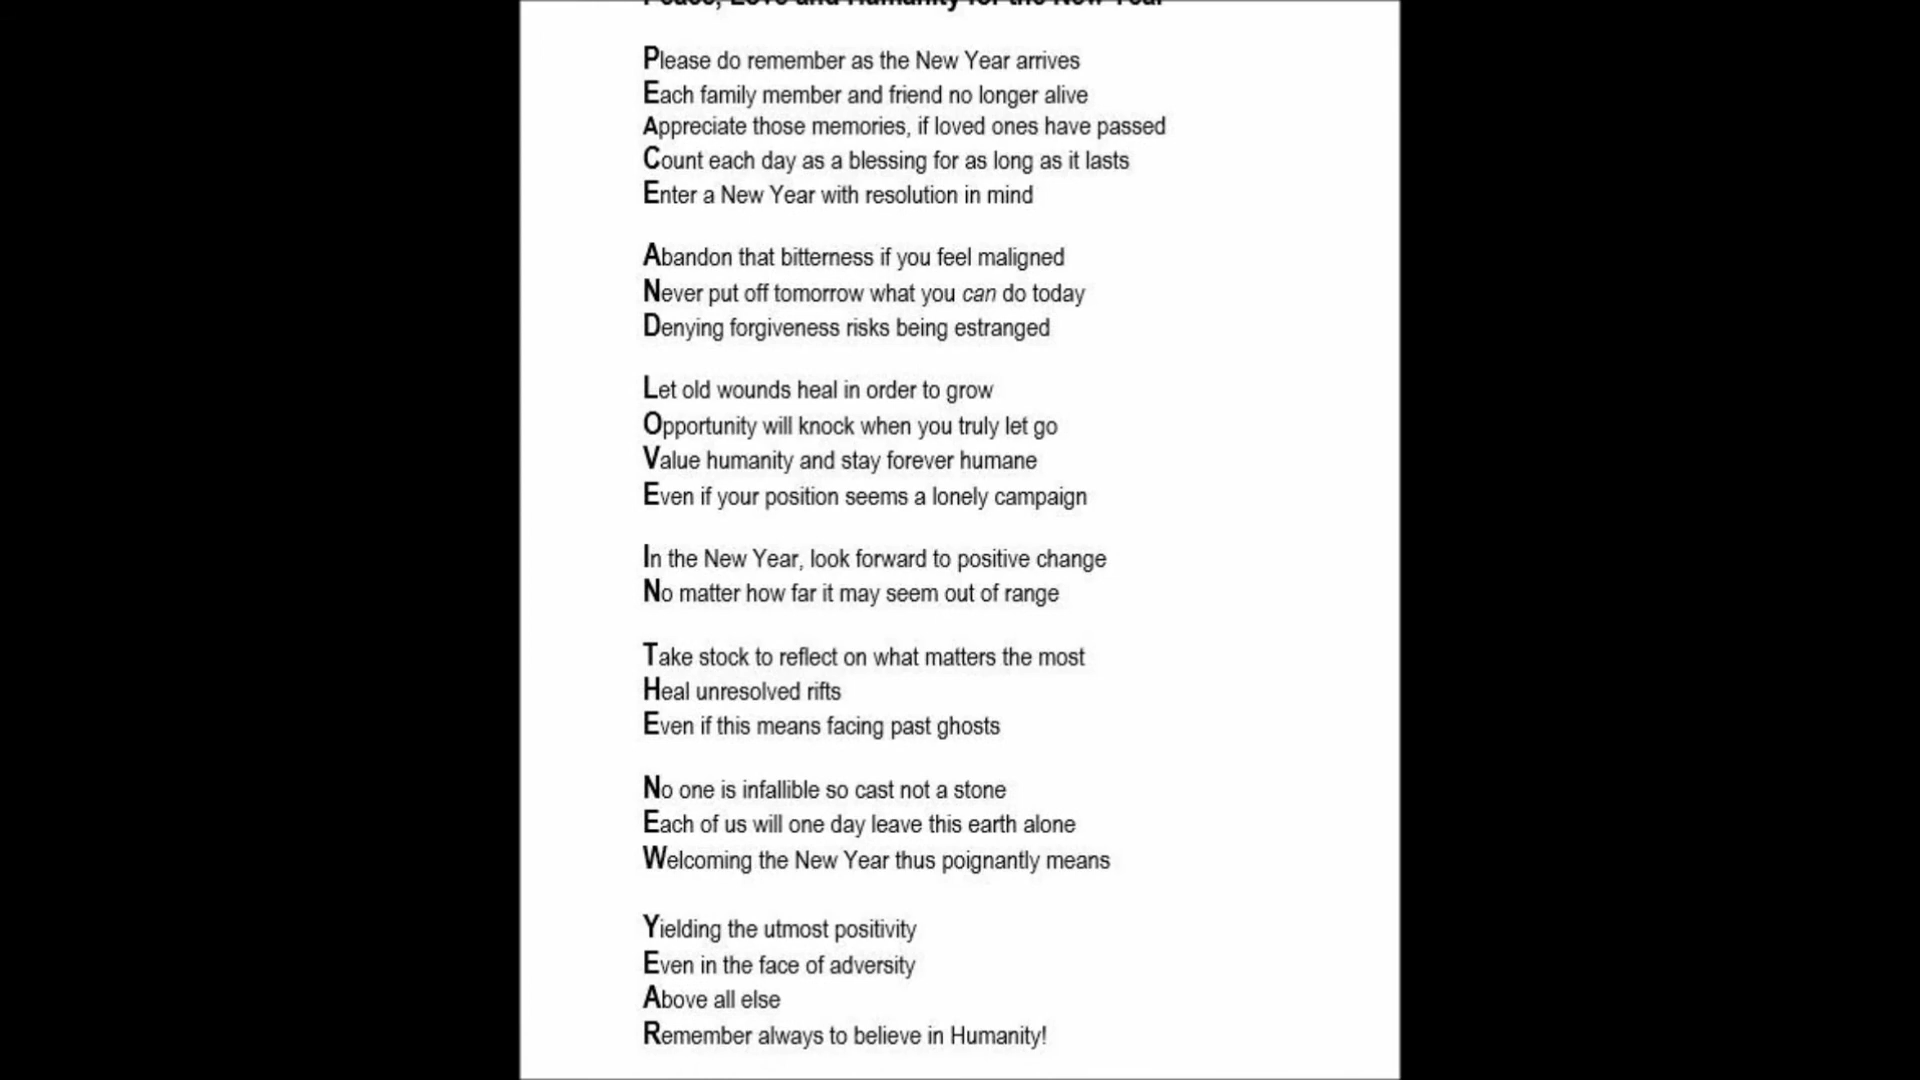 Peace, Love and Humanity for the New Year
Please do remember as the New Year arrives
Each family member and friend no longer alive
Appreciate those memories, if loved ones have passed
Count each day as a blessing for as long as it lasts
Enter a New Year with resolution in mind
Abandon that bitterness if you feel maligned
Never put off tomorrow what you can do today
Denying forgiveness risks being estranged
Let old wounds heal in order to grow
Opportunity will knock when you truly let go
Value humanity and stay forever humane
Even if your position seems a lonely campaign
In the New Year, look forward to positive change
No matter how far it may seem out of range
Take stock to reflect on what matters the most
Heal unresolved rifts
Even if this means facing past ghosts
No one is infallible so cast not a stone
Each of us will one day leave this earth alone
Welcoming the New Year thus poignantly means
Yielding the utmost positivity
Even in the face of adversity
Above all else
Remember always to believe in Humanity!